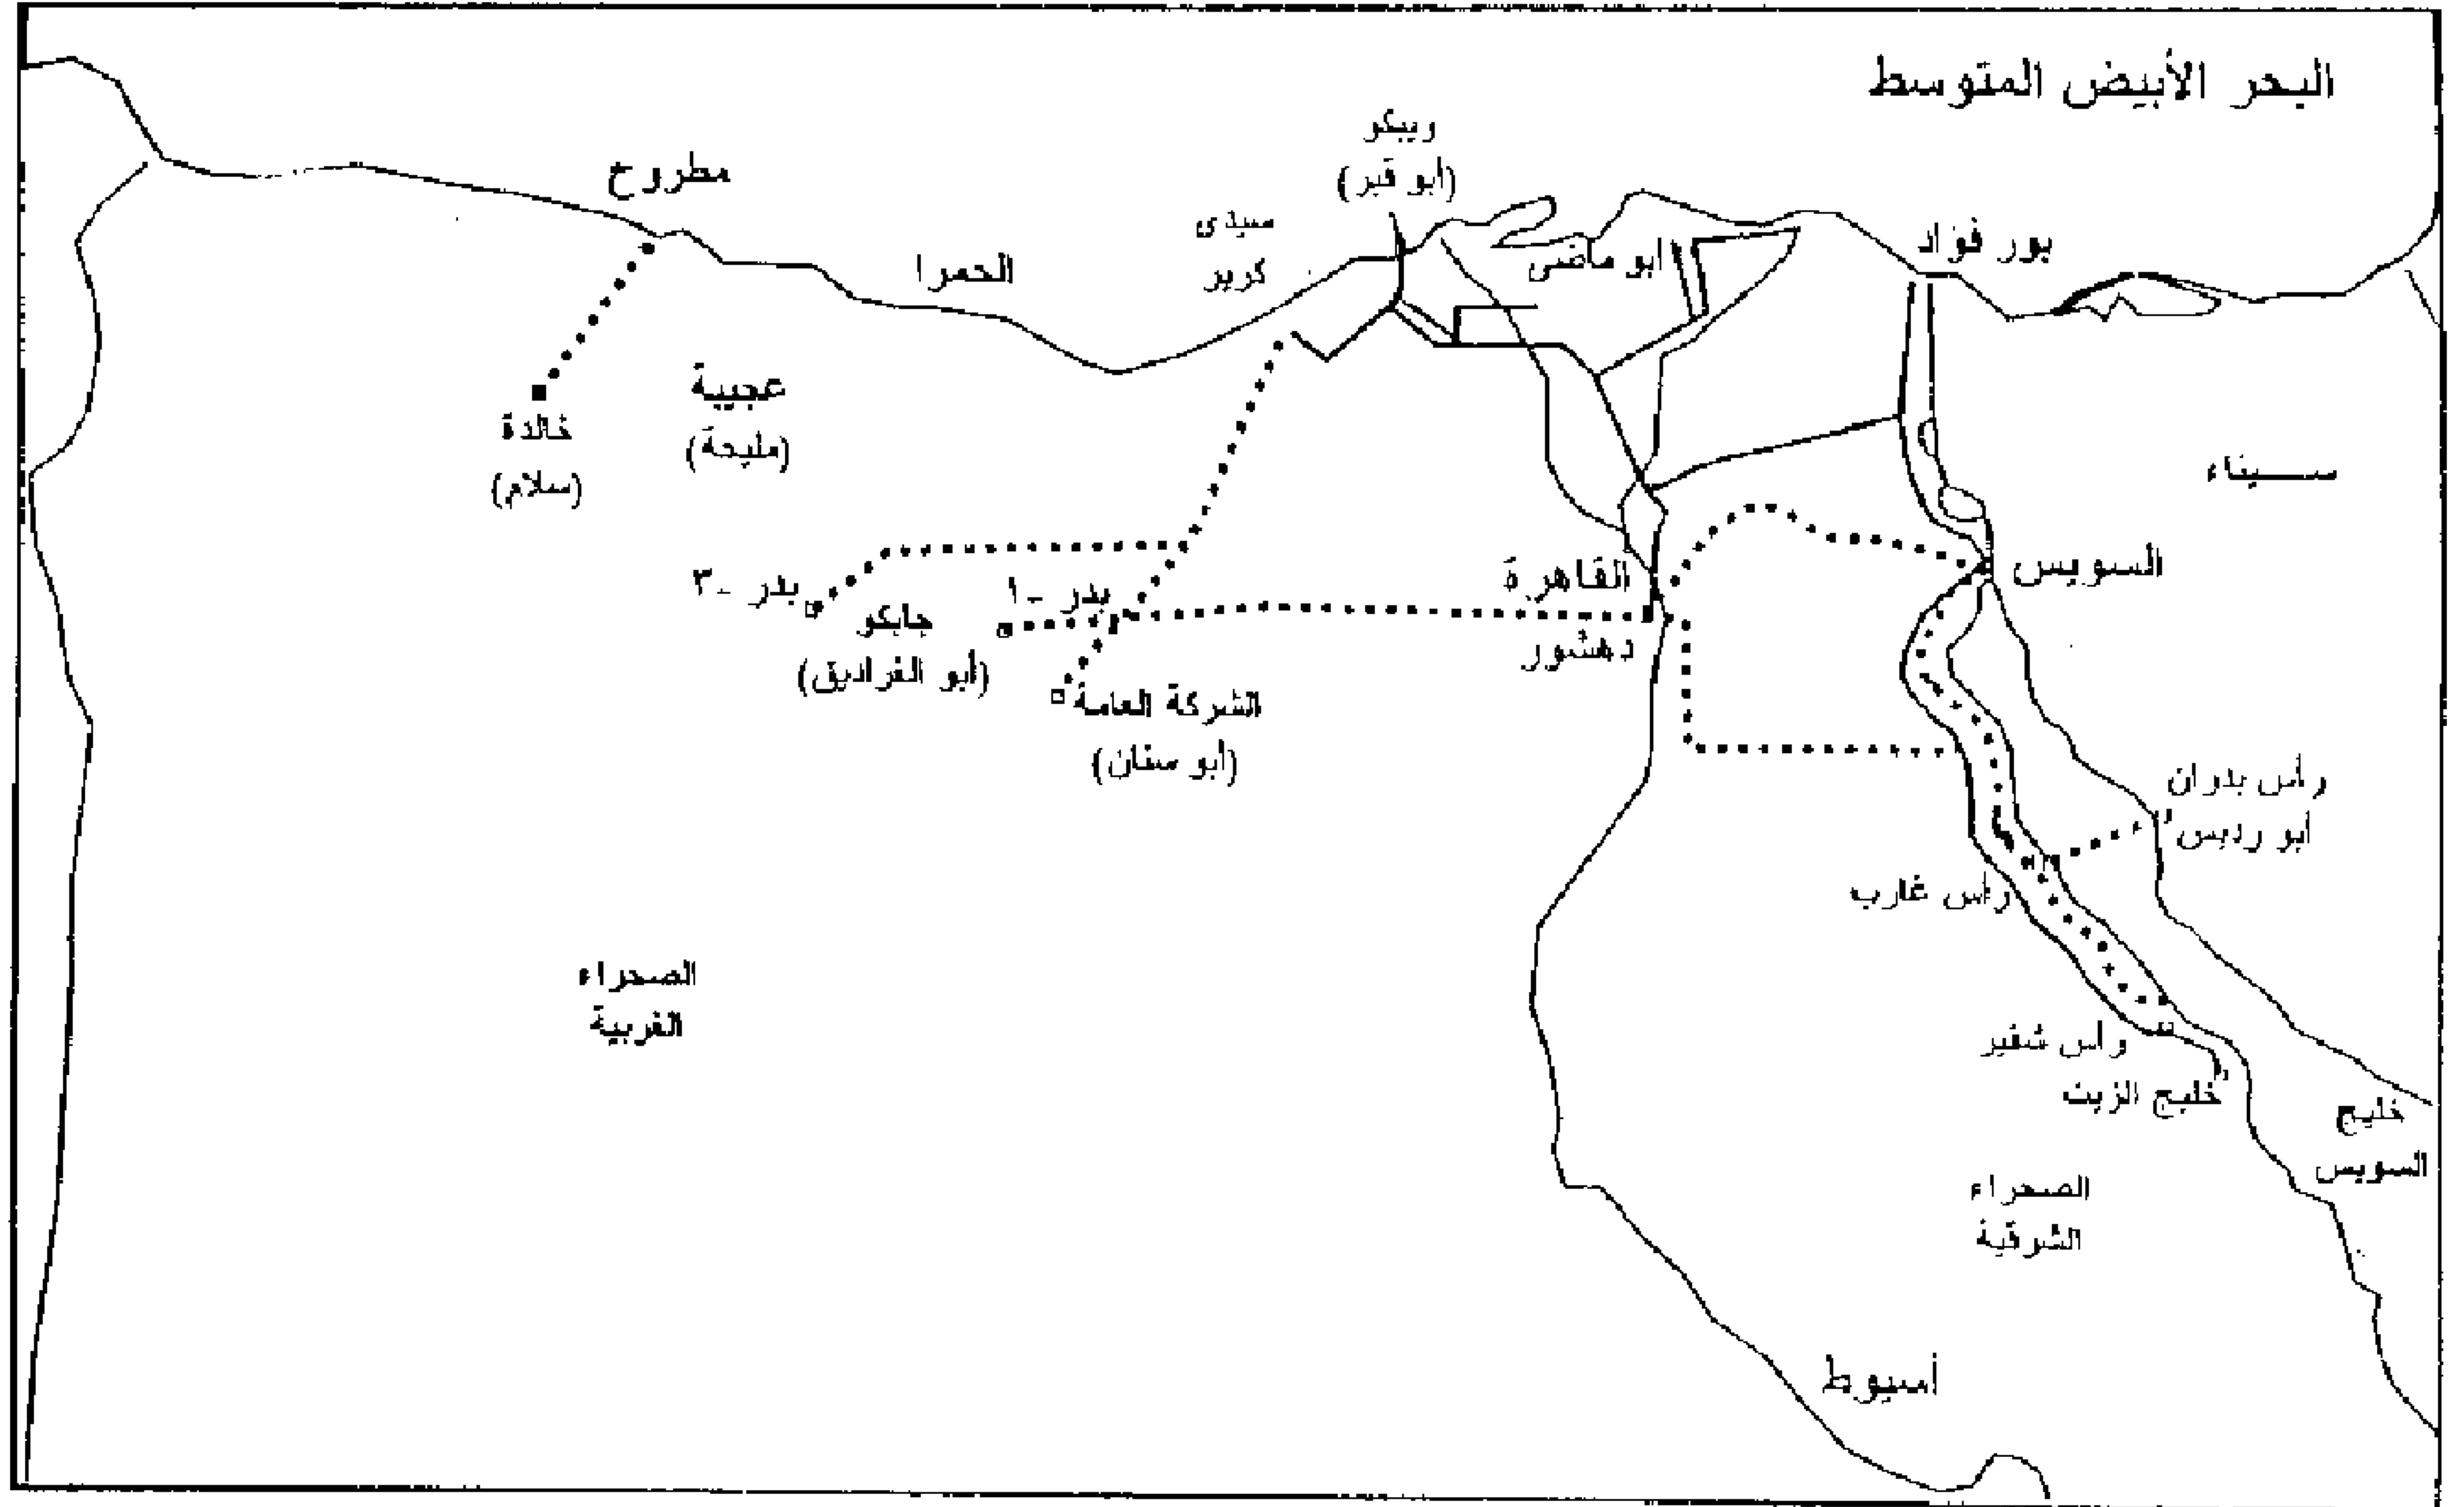 البحر الأبيض المتوسط
ويبكو
(أبو قير)
مطروح
سيدى
كرير
الحمرا
ابو ماضى
بور فؤاد
عجيبة
(مليحة)
خالدة
(سلام)
سيناء
السويس
القاهرة
دهشور
بدر -٣
بدر -١
جابكو
(أبو الغراديق)
الشركة العامة
(أبو سنان)
رأس بدران
أبو رديس
رأس غارب
الصحراء
الغربية
رأس شقير
خليج الزيت
خليج
السويس
الصحراء
الشرقية
أسيوط